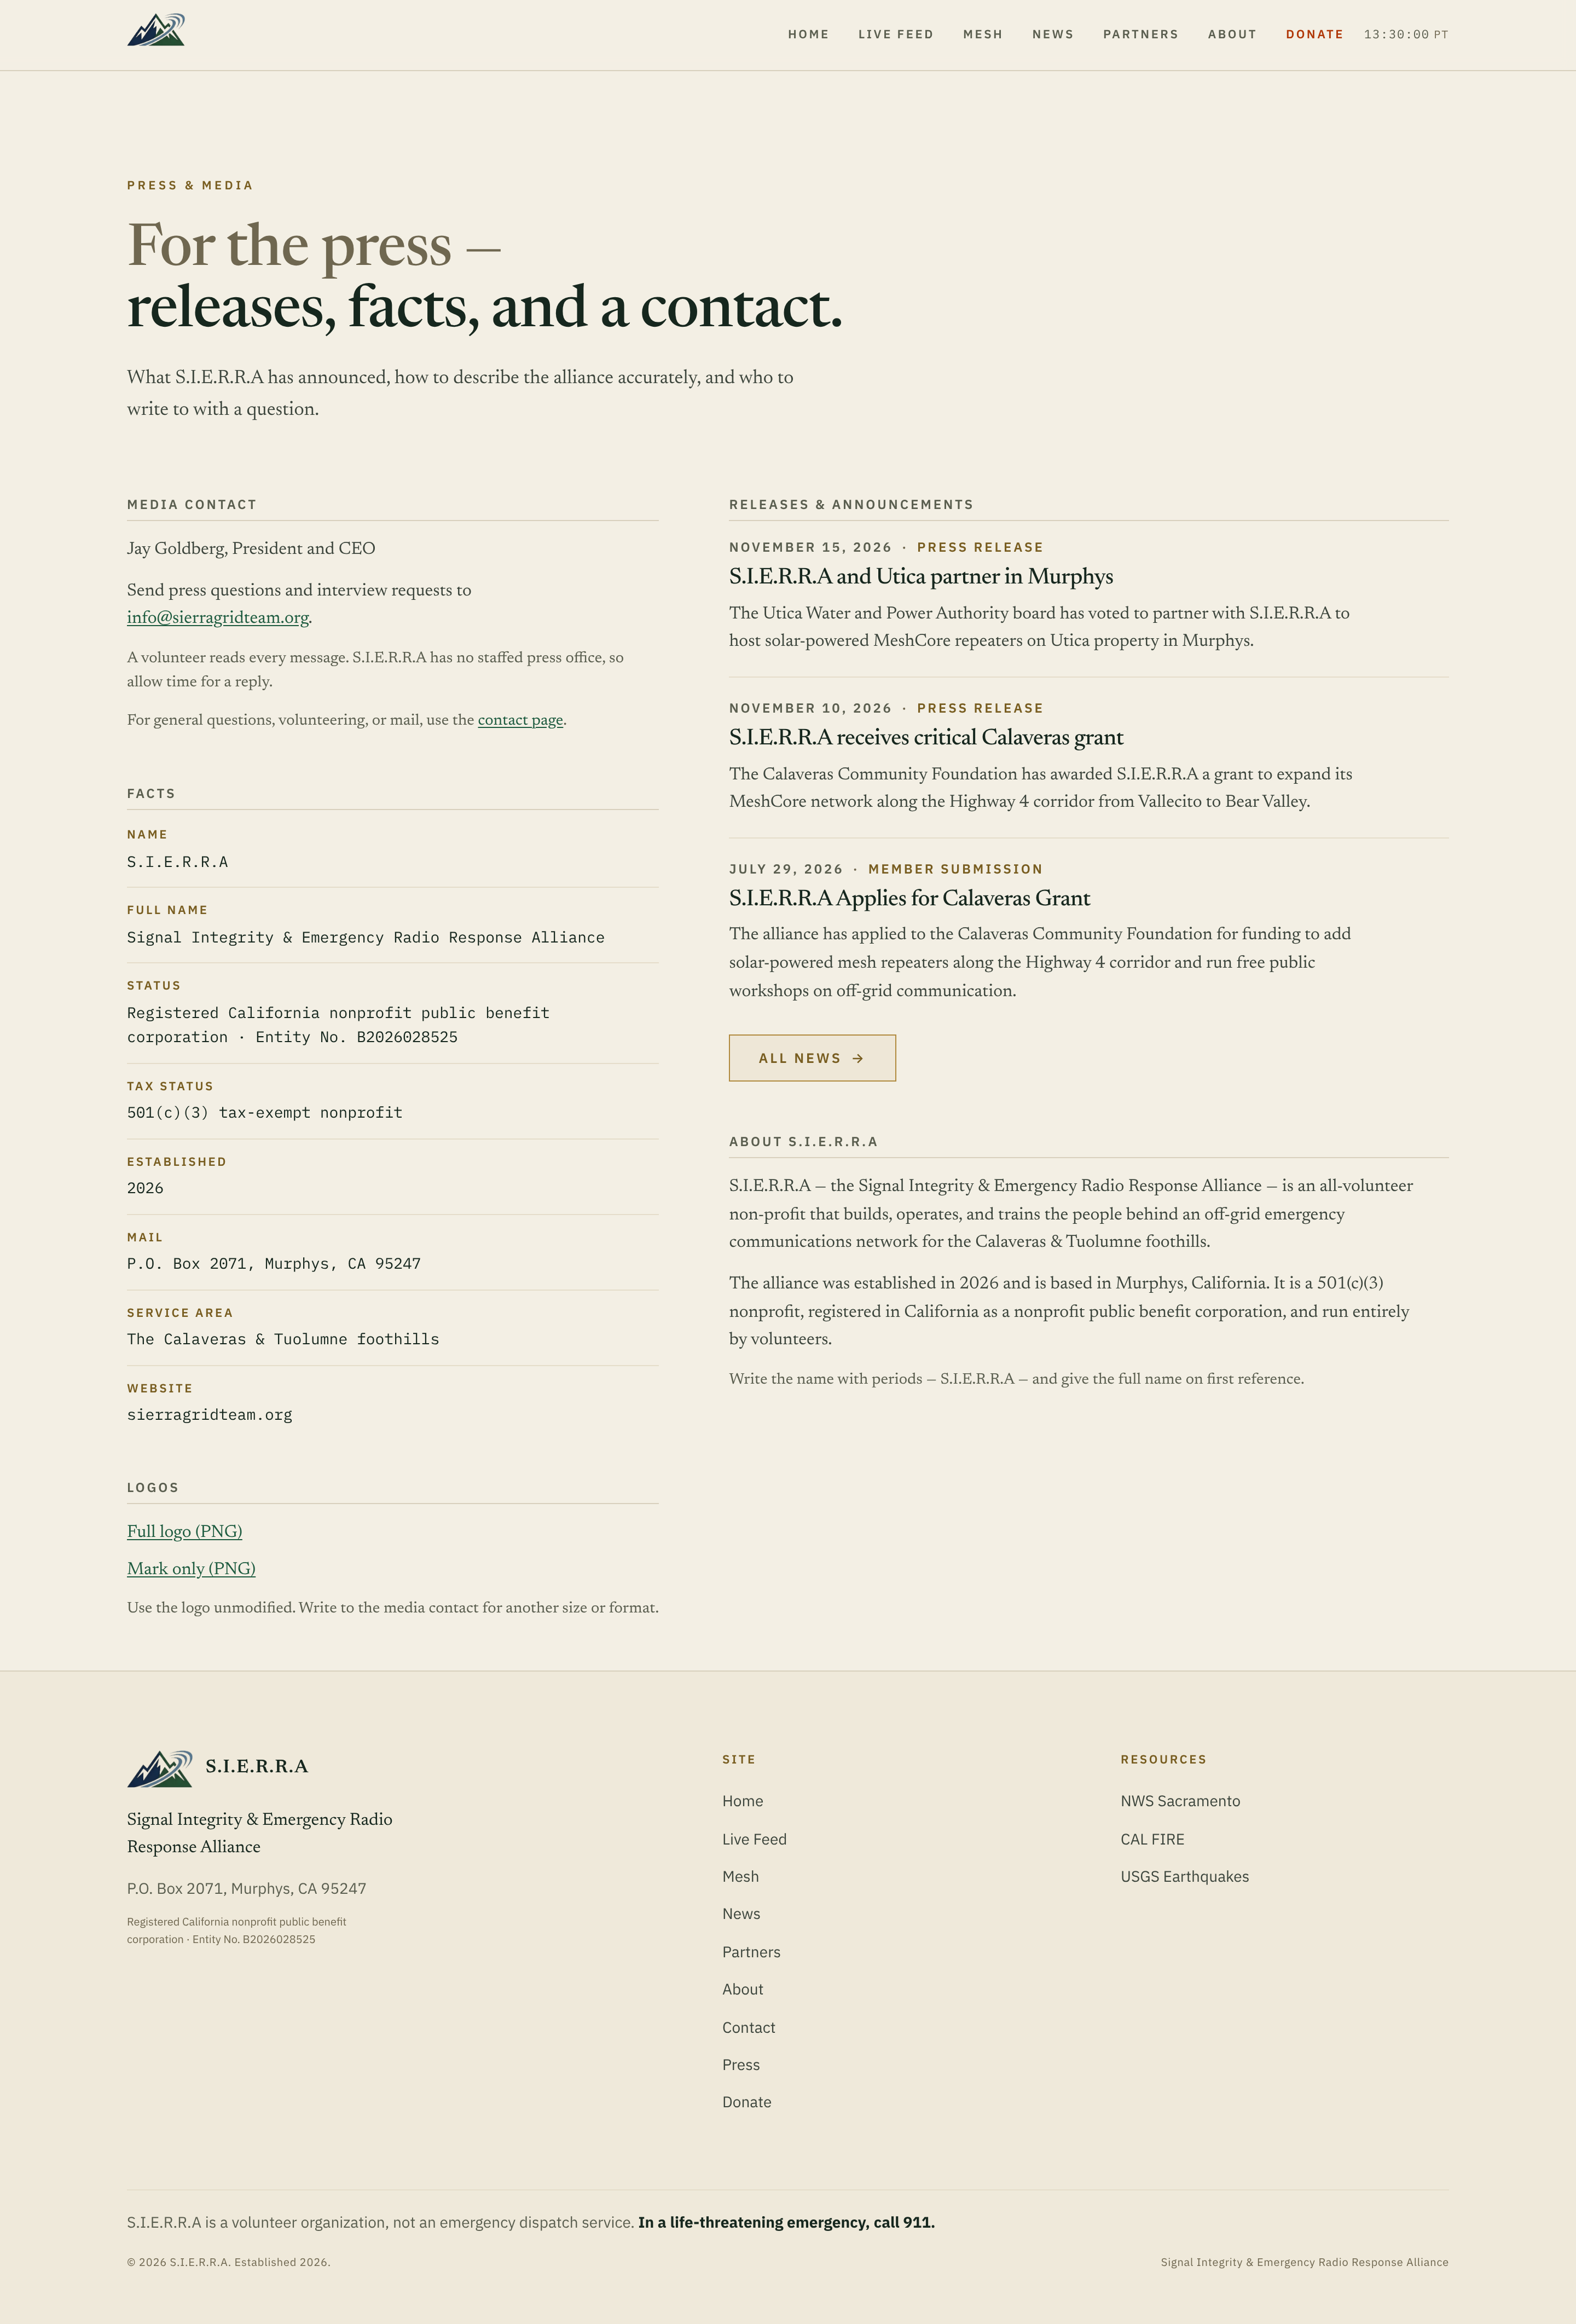 HOME LIVE FEED MESH NEWS PARTNERS ABOUT DONATE 13:30:00 PT
PRESS & MEDIA
For the press —
releases, facts, and a contact.
What S.I.E.R.R.A has announced, how to describe the alliance accurately, and who to
write to with a question.
MEDIA CONTACT
Jay Goldberg, President and CEO
Send press questions and interview requests to
info@sierragridteam.org.
A volunteer reads every message. S.I.E.R.R.A has no staffed press office, so
allow time for a reply.
For general questions, volunteering, or mail, use the contact page.
FACTS
NAME
S.I.E.R.R.A
FULL NAME
Signal Integrity & Emergency Radio Response Alliance
STATUS
Registered California nonprofit public benefit
corporation · Entity No. B2026028525
TAX STATUS
501(c)(3) tax-exempt nonprofit
ESTABLISHED
2026
MAIL
P.O. Box 2071, Murphys, CA 95247
SERVICE AREA
The Calaveras & Tuolumne foothills
WEBSITE
sierragridteam.org
LOGOS
Full logo (PNG)
Mark only (PNG)
Use the logo unmodified. Write to the media contact for another size or format.
RELEASES & ANNOUNCEMENTS
NOVEMBER 15, 2026 · PRESS RELEASE
S.I.E.R.R.A and Utica partner in Murphys
The Utica Water and Power Authority board has voted to partner with S.I.E.R.R.A to
host solar-powered MeshCore repeaters on Utica property in Murphys.
NOVEMBER 10, 2026 · PRESS RELEASE
S.I.E.R.R.A receives critical Calaveras grant
The Calaveras Community Foundation has awarded S.I.E.R.R.A a grant to expand its
MeshCore network along the Highway 4 corridor from Vallecito to Bear Valley.
JULY 29, 2026 · MEMBER SUBMISSION
S.I.E.R.R.A Applies for Calaveras Grant
The alliance has applied to the Calaveras Community Foundation for funding to add
solar-powered mesh repeaters along the Highway 4 corridor and run free public
workshops on off-grid communication.
ALL NEWS →
ABOUT S.I.E.R.R.A
S.I.E.R.R.A — the Signal Integrity & Emergency Radio Response Alliance — is an all-volunteer
non-profit that builds, operates, and trains the people behind an off-grid emergency
communications network for the Calaveras & Tuolumne foothills.
The alliance was established in 2026 and is based in Murphys, California. It is a 501(c)(3)
nonprofit, registered in California as a nonprofit public benefit corporation, and run entirely
by volunteers.
Write the name with periods — S.I.E.R.R.A — and give the full name on first reference.
S.I.E.R.R.A
Signal Integrity & Emergency Radio
Response Alliance
P.O. Box 2071, Murphys, CA 95247
Registered California nonprofit public benefit
corporation · Entity No. B2026028525
SITE
Home
Live Feed
Mesh
News
Partners
About
Contact
Press
Donate
RESOURCES
NWS Sacramento
CAL FIRE
USGS Earthquakes
S.I.E.R.R.A is a volunteer organization, not an emergency dispatch service. In a life-threatening emergency, call 911.
© 2026 S.I.E.R.R.A. Established 2026.
Signal Integrity & Emergency Radio Response Alliance